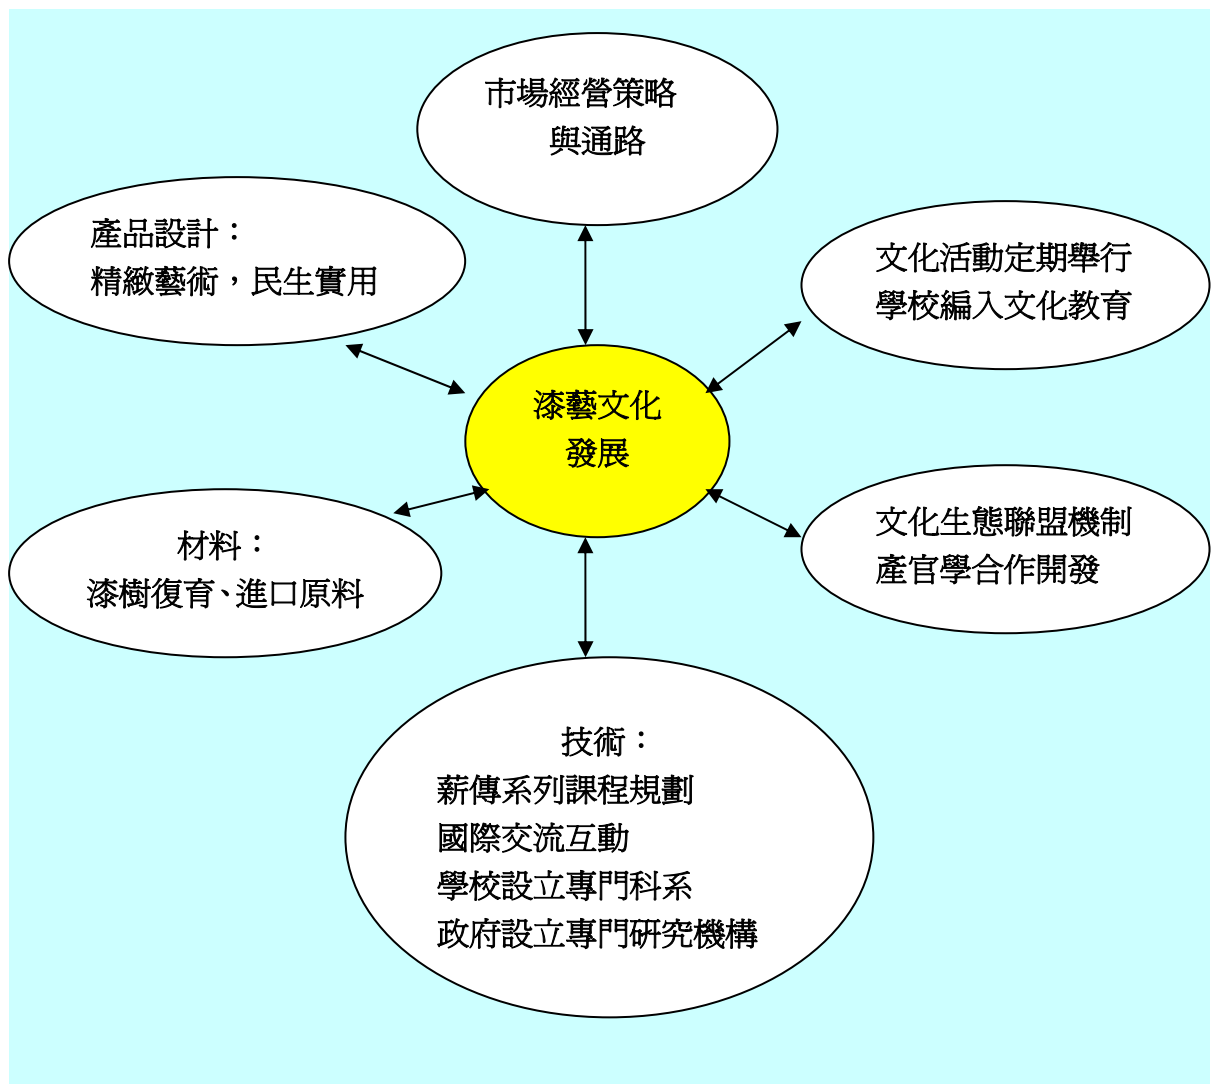 市場經營策略
與通路
產品設計：
精緻藝術，民生實用
文化活動定期舉行
學校編入文化教育
漆藝文化
發展
材料：
漆樹復育、進口原料
文化生態聯盟機制
產官學合作開發
技術：
薪傳系列課程規劃
國際交流互動
學校設立專門科系
政府設立專門研究機構